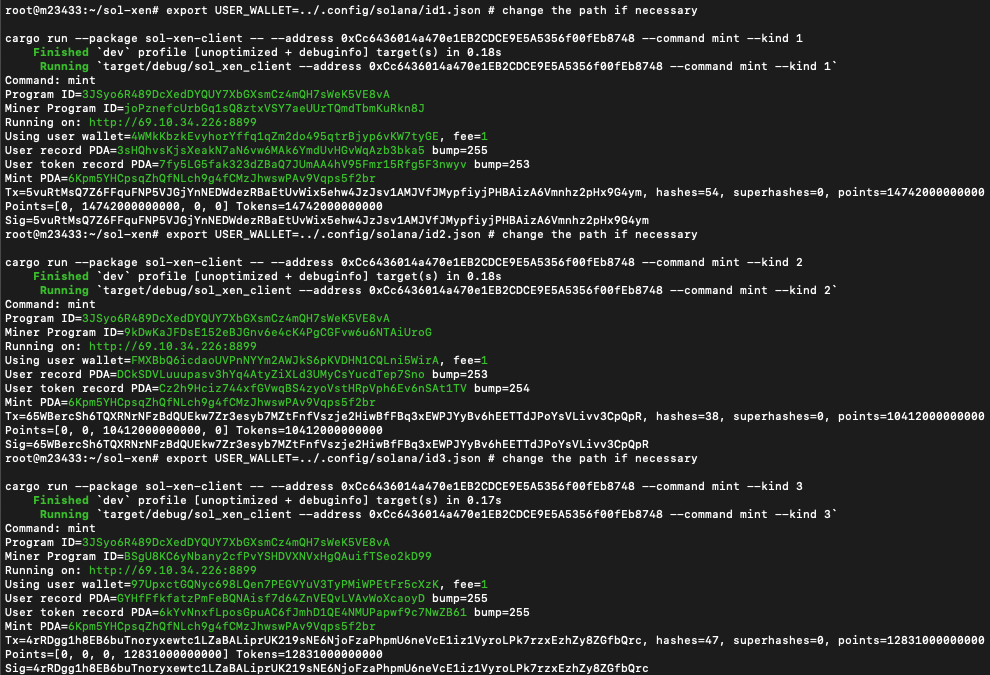 root@m23433:~/sol-xen# export USER_WALLET=../.config/solana/id1.json # change the path if necessary
cargo run --package sol-xen-client -- --address 0xCc6436014a470e1EB2CDCE9E5A5356f00fEb8748 --command mint --kind 1
Finished `dev` profile [unoptimized + debuginfo] target(s) in 0.18s
Running `target/debug/sol_xen_client --address 0xCc6436014a470e1EB2CDCE9E5A5356f00fEb8748 --command mint --kind 1`
Command: mint
Program ID=3JSyo6R489DcXedDYQUY7XbGXsmCz4mQH7sWeK5VE8vA
Miner Program ID=joPznefcUrbGq1sQ8ztxVSY7aeUUrTQmdTbmKuRkn8J
Running on: http://69.10.34.226:8899
Using user wallet=4WMkKbzkEvyhorYffq1qZm2do495qtrBjyp6vKW7tyGE, fee=1
User record PDA=3sHQhvsKjsXeakN7aN6vw6MAk6YmdUvHGvWqAzb3bka5 bump=255
User token record PDA=7fy5LG5fak323dZBaQ7JUmAA4hV95Fmr15Rfg5F3nwyv bump=253
Mint PDA=6Kpm5YHCpsqZhQfNLch9g4fCMzJhwswPAv9Vqps5f2br
Tx=5vuRtMsQ7Z6FFquFNP5VJGjYnNEDWdezRBaEtUvWix5ehw4JzJsv1AMJVfJMypfiyjPHBAizA6Vmnhz2pHx9G4ym, hashes=54, superhashes=0, points=14742000000000
Points=[0, 14742000000000, 0, 0] Tokens=14742000000000
Sig=5vuRtMsQ7Z6FFquFNP5VJGjYnNEDWdezRBaEtUvWix5ehw4JzJsv1AMJVfJMypfiyjPHBAizA6Vmnhz2pHx9G4ym
root@m23433:~/sol-xen# export USER_WALLET=../.config/solana/id2.json # change the path if necessary
cargo run --package sol-xen-client -- --address 0xCc6436014a470e1EB2CDCE9E5A5356f00fEb8748 --command mint --kind 2
Finished `dev` profile [unoptimized + debuginfo] target(s) in 0.18s
Running `target/debug/sol_xen_client --address 0xCc6436014a470e1EB2CDCE9E5A5356f00fEb8748 --command mint --kind 2`
Command: mint
Program ID=3JSyo6R489DcXedDYQUY7XbGXsmCz4mQH7sWeK5VE8vA
Miner Program ID=9kDwKaJFDsE152eBJGnv6e4cK4PgCGFvw6u6NTAiUroG
Running on: http://69.10.34.226:8899
Using user wallet=FMXBbQ6icdaoUVPnNYYm2AWJkS6pKVDHN1CQLni5WirA, fee=1
User record PDA=DCkSDVLuuupasv3hYq4AtyZiXLd3UMyCsYucdTep7Sno bump=253
User token record PDA=Cz2h9Hciz744xfGVwqBS4zyoVstHRpVph6Ev6nSAt1TV bump=254
Mint PDA=6Kpm5YHCpsqZhQfNLch9g4fCMzJhwswPAv9Vqps5f2br
Tx=65WBercSh6TQXRNrNFzBdQUEkw7Zr3esyb7MZtFnfVszje2HiwBfFBq3xEWPJYyBv6hEETTdJPoYsVLivv3CpQpR, hashes=38, superhashes=0, points=10412000000000
Points=[0, 0, 10412000000000, 0] Tokens=10412000000000
Sig=65WBercSh6TQXRNrNFzBdQUEkw7Zr3esyb7MZtFnfVszje2HiwBfFBq3xEWPJYyBv6hEETTdJPoYsVLivv3CpQpR
root@m23433:~/sol-xen# export USER_WALLET=../.config/solana/id3.json # change the path if necessary
cargo run --package sol-xen-client -- --address 0xCc6436014a470e1EB2CDCE9E5A5356f00fEb8748 --command mint --kind 3
Finished `dev` profile [unoptimized + debuginfo] target(s) in 0.17s
Running `target/debug/sol_xen_client --address 0xCc6436014a470e1EB2CDCE9E5A5356f00fEb8748 --command mint --kind 3`
Command: mint
Program ID=3JSyo6R489DcXedDYQUY7XbGXsmCz4mQH7sWeK5VE8vA
Miner Program ID=BSgU8KC6yNbany2cfPvYSHDVXNVxHgQAuifTSeo2kD99
Running on: http://69.10.34.226:8899
Using user wallet=97UpxctGQNyc698LQen7PEGVYuV3TyPMiWPEtFr5cXzK, fee=1
User record PDA=GYHfFfkfatzPmFeBQNAisf7d64ZnVEQvLVAvWoXcaoyD bump=255
User token record PDA=6kYvNnxfLposGpuAC6fJmhD1QE4NMUPapwf9c7NwZB61 bump=255
Mint PDA=6Kpm5YHCpsqZhQfNLch9g4fCMzJhwswPAv9Vqps5f2br
Tx=4rRDgg1h8EB6buTnoryxewtc1LZaBALiprUK219sNE6NjoFzaPhpmU6neVcE1iz1VyroLPk7rzxEzhZy8ZGfbQrc, hashes=47, superhashes=0, points=12831000000000
Points=[0, 0, 0, 12831000000000] Tokens=12831000000000
Sig=4rRDgg1h8EB6buTnoryxewtc1LZaBALiprUK219sNE6NjoFzaPhpmU6neVcE1iz1VyroLPk7rzxEzhZy8ZGfbQrc